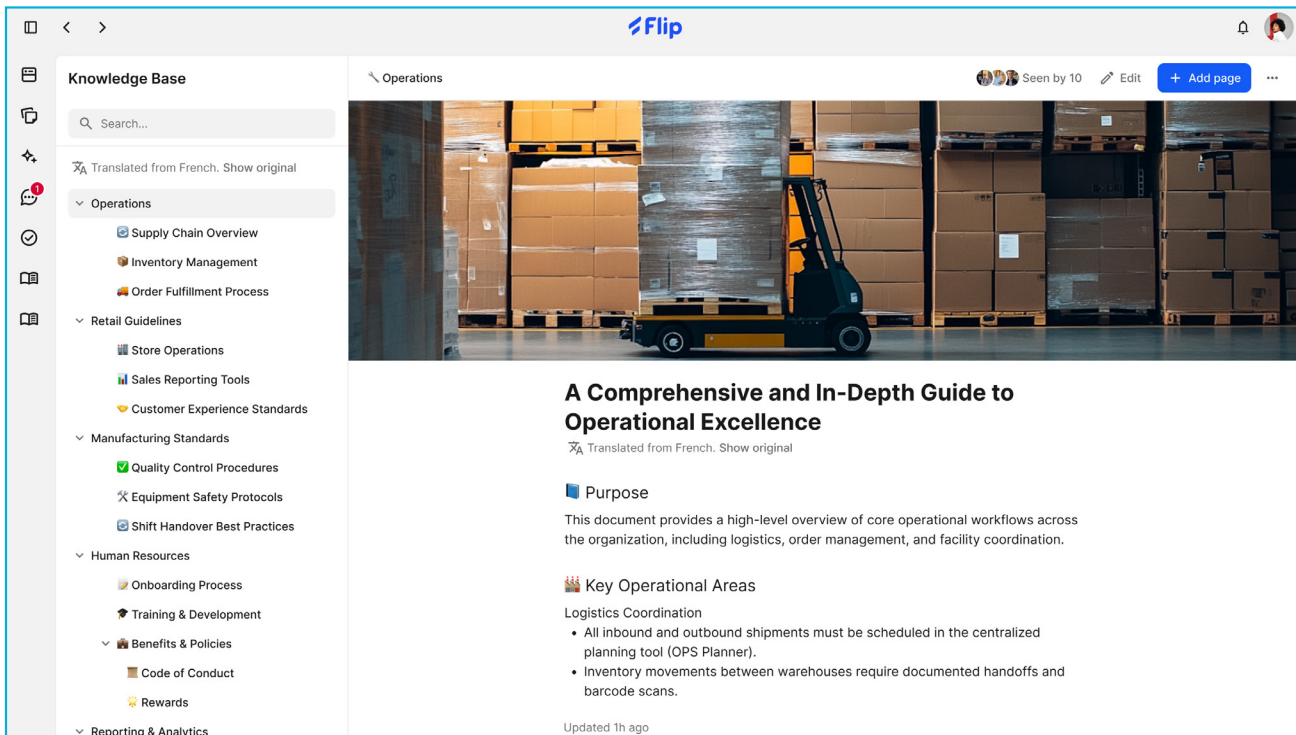 Flip
Knowledge Base
Search...
Translated from French. Show original
Operations
Supply Chain Overview
Inventory Management
Order Fulfillment Process
Retail Guidelines
Store Operations
Sales Reporting Tools
Customer Experience Standards
Manufacturing Standards
Quality Control Procedures
Equipment Safety Protocols
Shift Handover Best Practices
Human Resources
Onboarding Process
Training & Development
Benefits & Policies
Code of Conduct
Rewards
Reporting & Analytics
1
Operations
Seen by 10
Edit
+ Add page
A Comprehensive and In-Depth Guide to
Operational Excellence
Translated from French. Show original
Purpose
This document provides a high-level overview of core operational workflows across
the organization, including logistics, order management, and facility coordination.
Key Operational Areas
Logistics Coordination
• All inbound and outbound shipments must be scheduled in the centralized
planning tool (OPS Planner).
• Inventory movements between warehouses require documented handoffs and
barcode scans.
Updated 1h ago